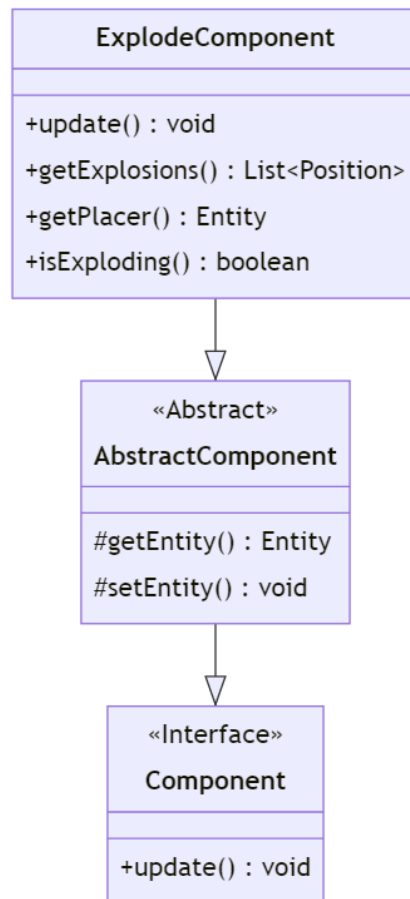 ExplodeComponent
+update() : void
+getExplosions() : List<Position>
+getPlacer() : Entity
+isExploding() : boolean
«Abstract»
AbstractComponent
#getEntity() : Entity
#setEntity() : void
«Interface»
Component
+update() : void